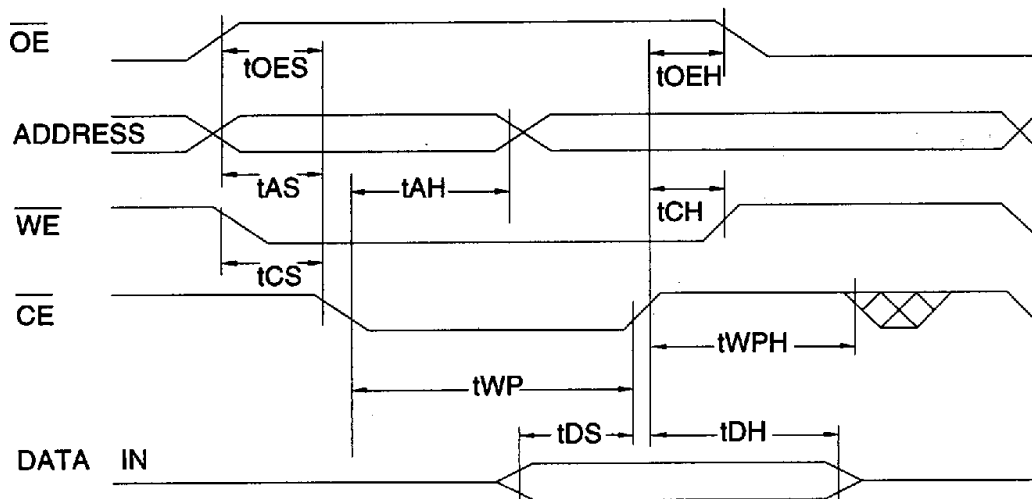 OE
tOES
tOEH
ADDRESS
tAS
tAH
tCH
WE
tCS
CE
tWPH
tWP
tDS
tDH
DATA IN